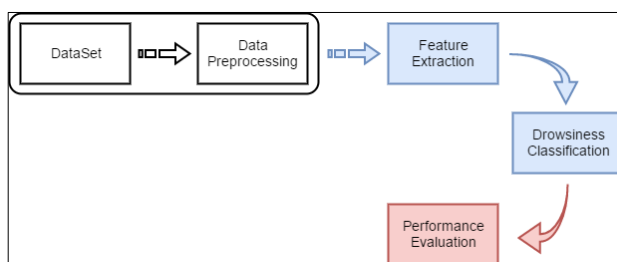 DataSet
Data
Preprocessing
Feature
Extraction
Drowsiness
Classification
Performance
Evaluation